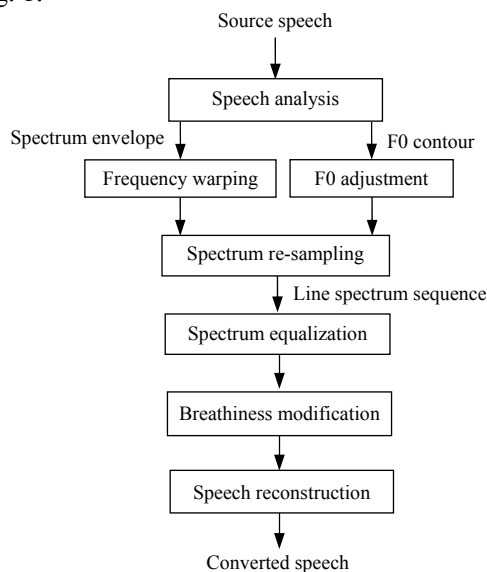 Source speech
Speech analysis
Spectrum envelope
F0 contour
Frequency warping
F0 adjustment
Spectrum re-sampling
Line spectrum sequence
Spectrum equalization
Breathiness modification
Speech reconstruction
Converted speech